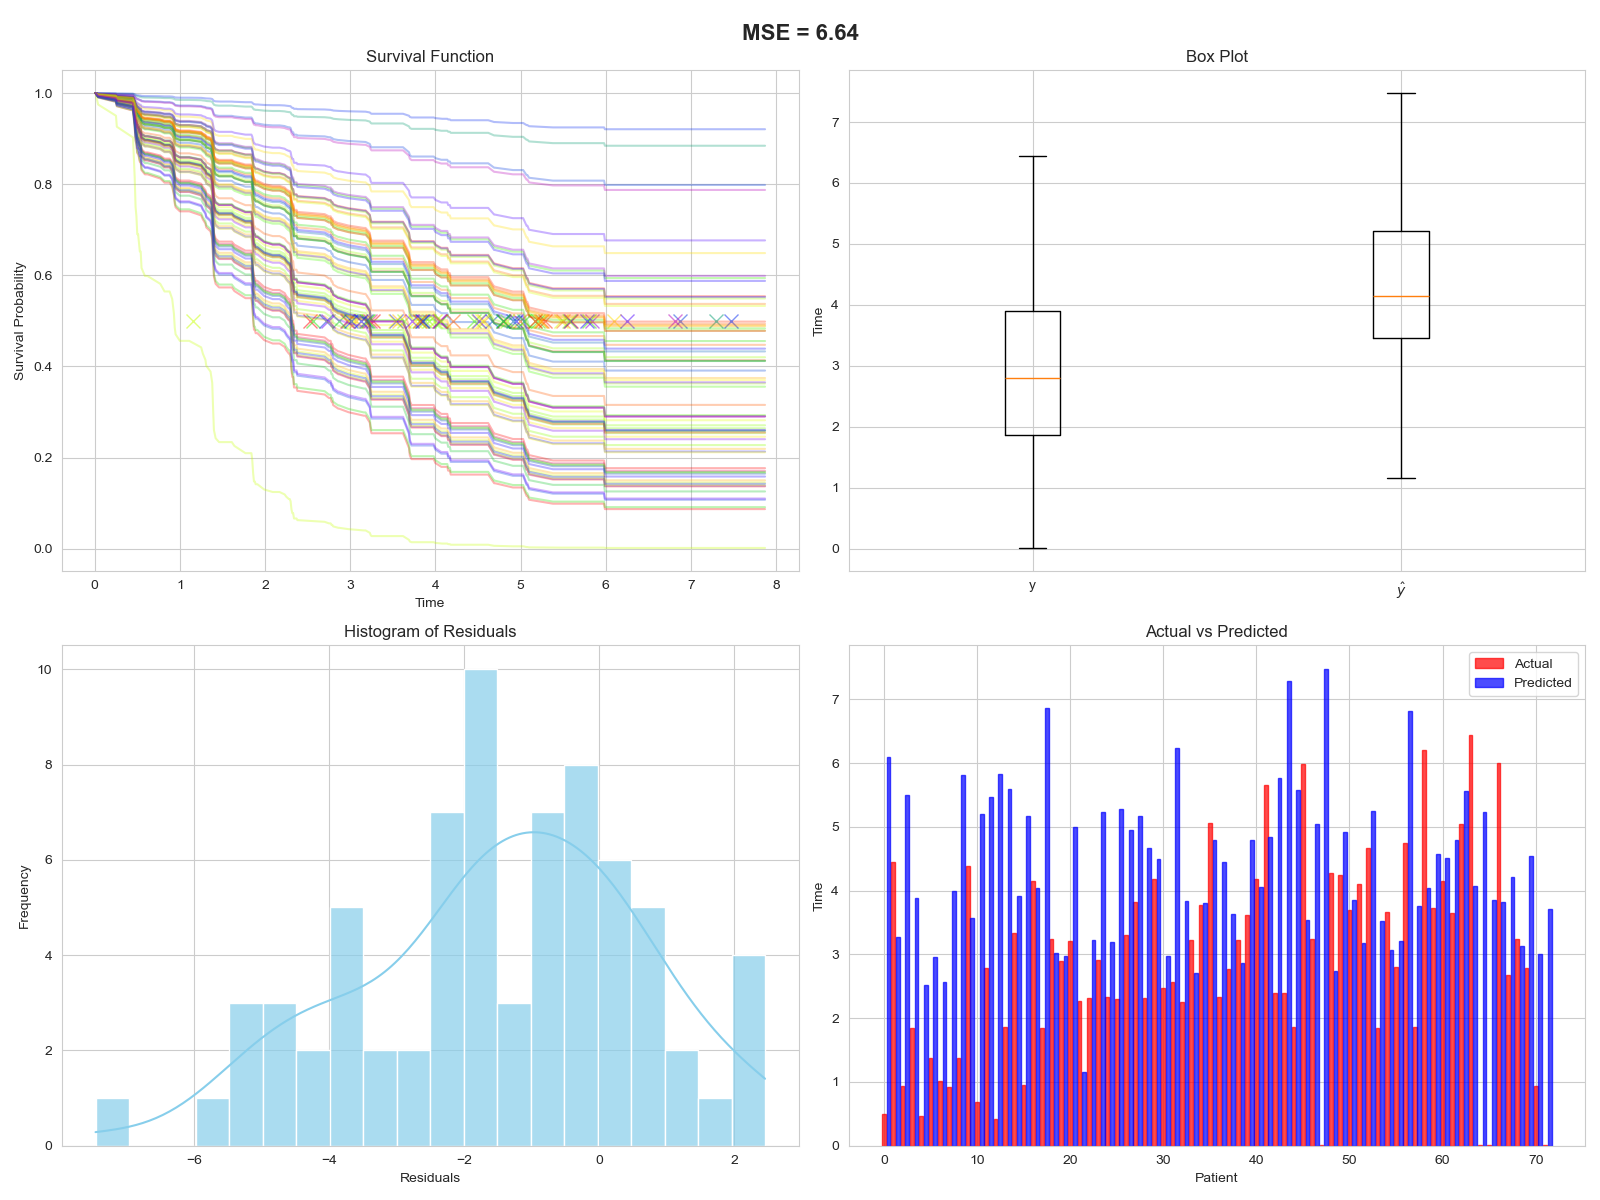 MSE = 6.64
Survival Function
1.0
0.8
0.6
0.4
0.2
0.0
Survival Probability
0 1 2 3 4 5 6 7 8
Time
Box Plot
7
6
5
4
3
2
1
0
Time
y ŷ
Histogram of Residuals
10
8
6
4
2
0
Frequency
−6 −4 −2 0 2
Residuals
Actual vs Predicted
Actual
Predicted
7
6
5
4
3
2
1
0
Time
0 10 20 30 40 50 60 70
Patient